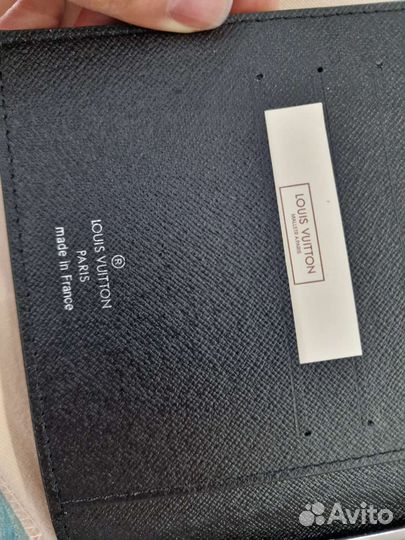 ®
LOUIS VUITTON
PARIS
made in France
LOUIS VUITTON
MALLETIER A PARIS
Avito